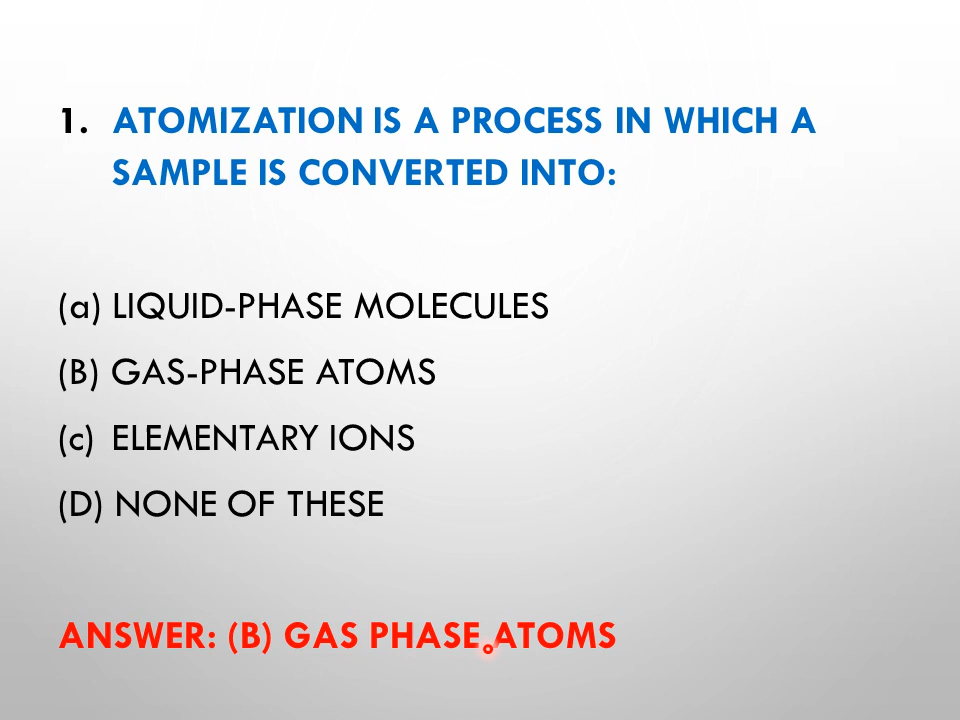 1. ATOMIZATION IS A PROCESS IN WHICH A
SAMPLE IS CONVERTED INTO:
(a) LIQUID-PHASE MOLECULES
(B) GAS-PHASE ATOMS
(c) ELEMENTARY IONS
(D) NONE OF THESE
ANSWER: (B) GAS PHASE ATOMS